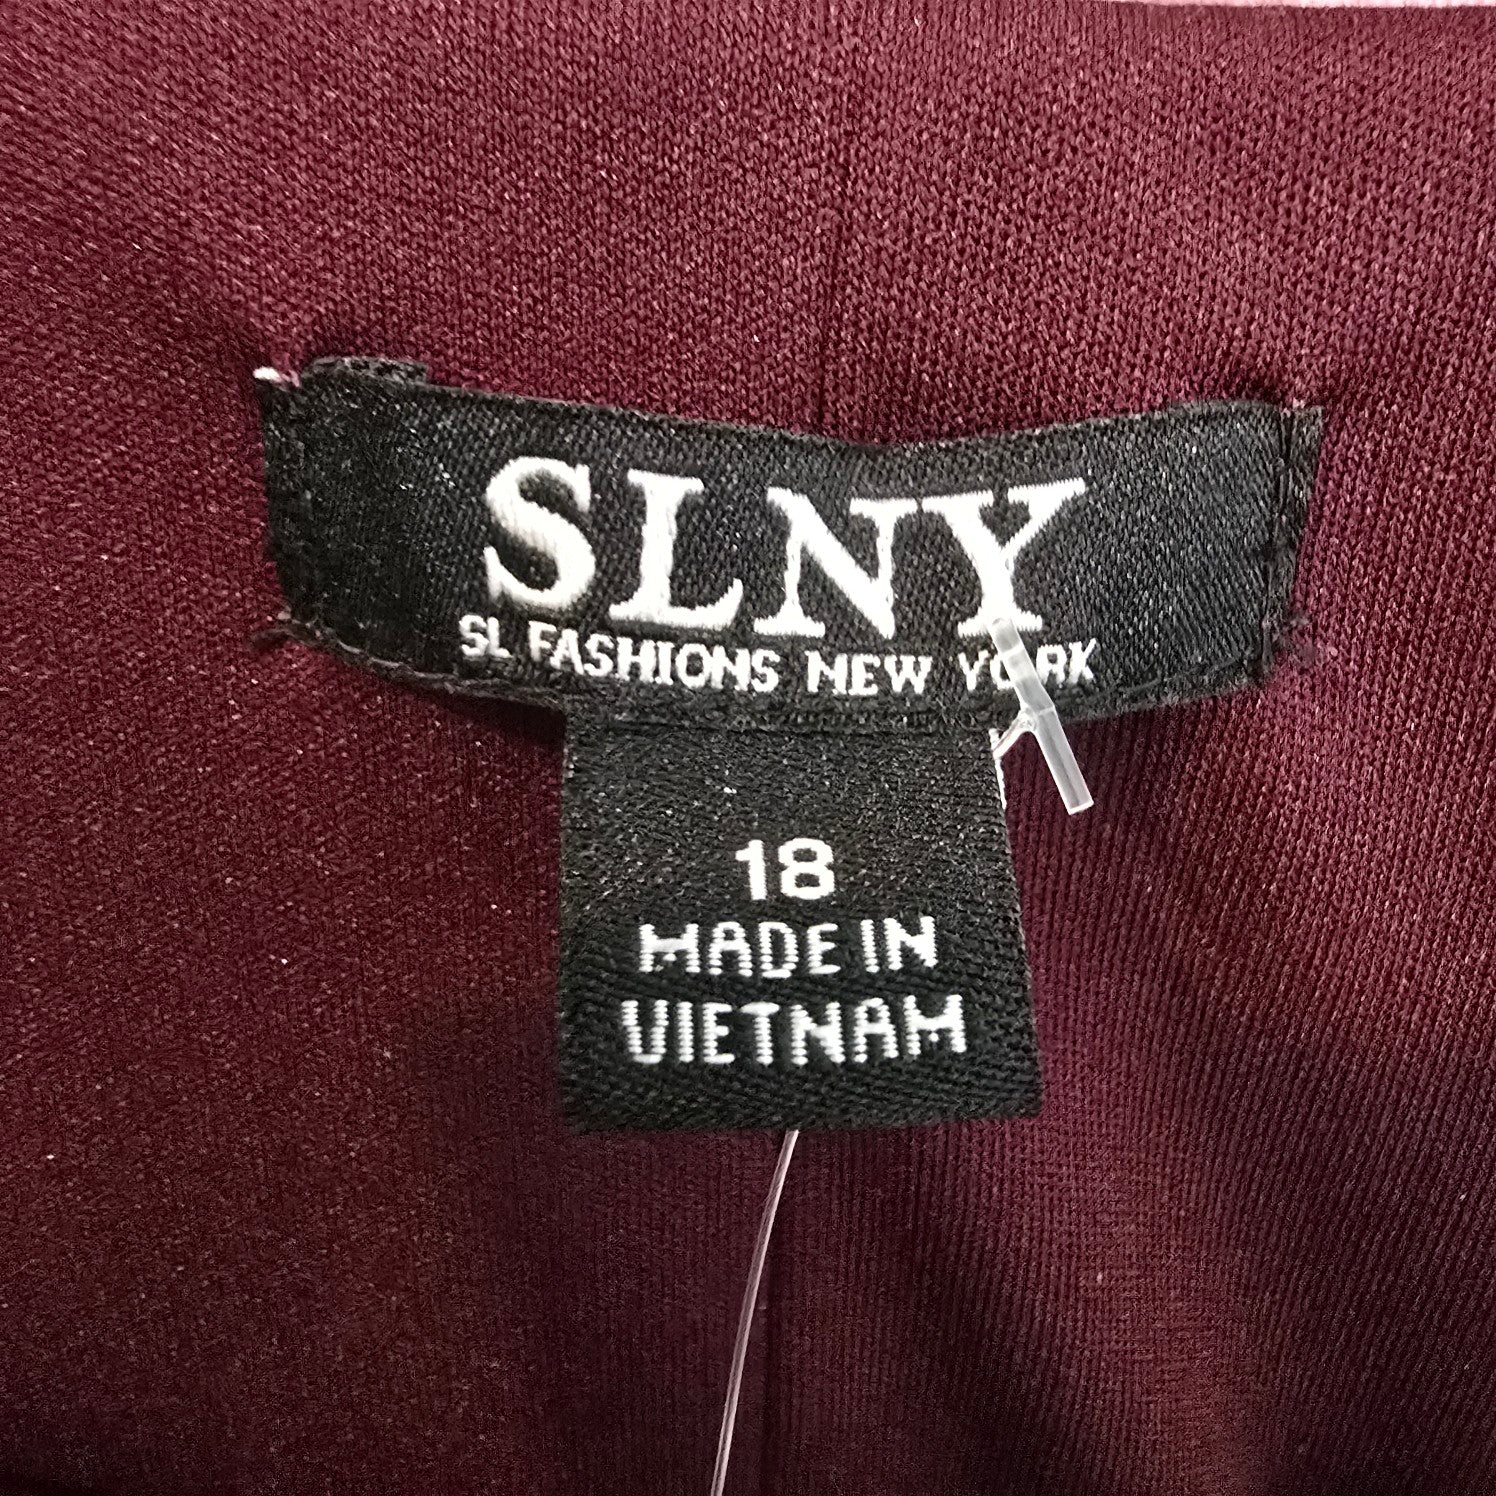 SLNY
SL FASHIONS NEW YORK
18
MADE IN
VIETNAM